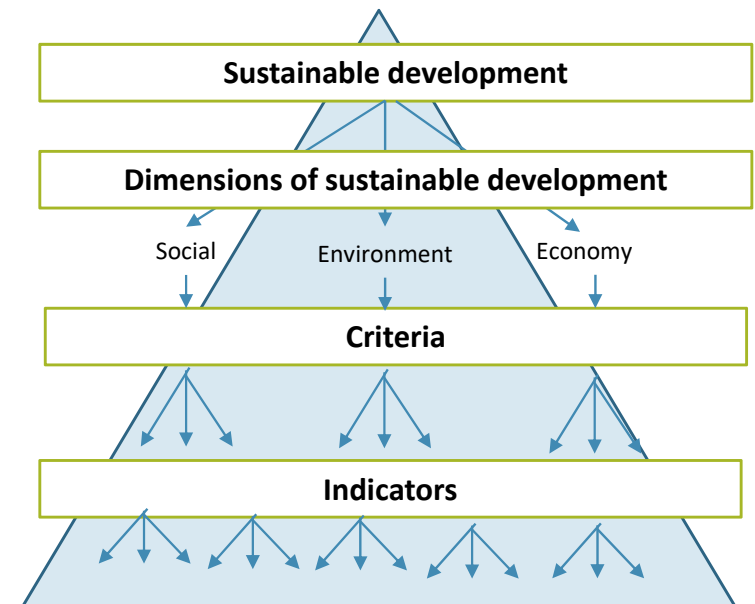 Sustainable development
Dimensions of sustainable development
Social
Environment
Economy
Criteria
Indicators